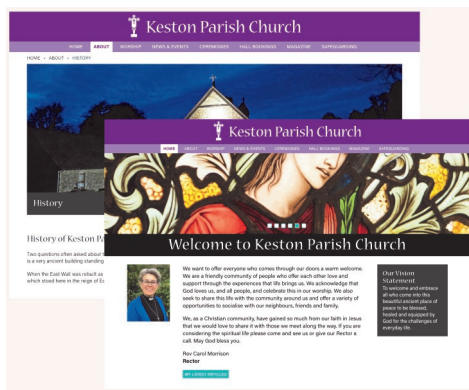 Keston Parish Church
HOME ABOUT WORSHIP NEWS & EVENTS CEREMONIES HALL BOOKINGS MAGAZINE SAFEGUARDING
HOME > ABOUT > HISTORY
History
History of Keston Pa
Two questions often asked about t
is a very ancient building standing
When the East Wall was rebuilt as
which stood here in the reign of Ed
Keston Parish Church
HOME ABOUT WORSHIP NEWS & EVENTS CEREMONIES HALL BOOKINGS MAGAZINE SAFEGUARDING
Welcome to Keston Parish Church
We want to offer everyone who comes through our doors a warm welcome.
We are a friendly community of people who offer each other love and
support through the experiences that life brings us. We acknowledge that
God loves us, and all people, and celebrate this in our worship. We also
seek to share this life with the community around us and offer a variety of
opportunities to socialise with our neighbours, friends and family.
We, as a Christian community, have gained so much from our faith in Jesus
that we would love to share it with those we meet along the way. If you are
considering the spiritual life please come and see us or give our Rector a
call. May God bless you.
Rev Carol Morrison
Rector
MY LATEST ARTICLES
Our Vision
Statement
To welcome and embrace
all who come into this
beautiful ancient place of
peace to be blessed,
healed and equipped by
God for the challenges of
everyday life.